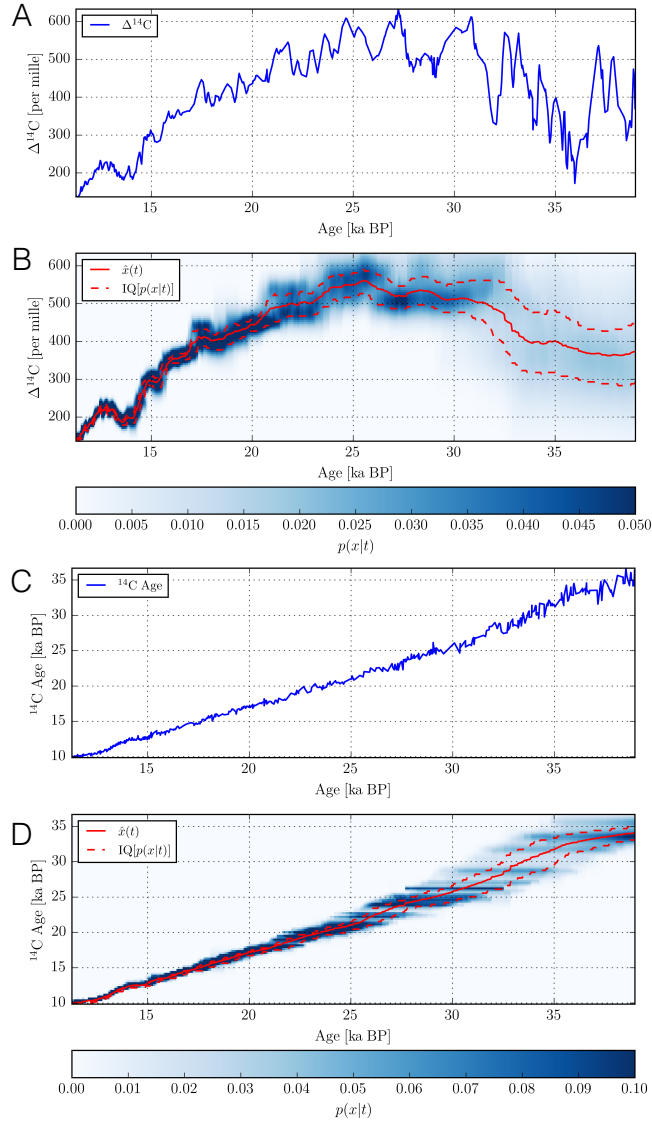 A
Δ¹⁴C
600
500
400
300
200
Δ¹⁴C [per mille]
15 20 25 30 35
Age [ka BP]
B
x̂(t)
IQ[p(x|t)]
600
500
400
300
200
Δ¹⁴C [per mille]
15 20 25 30 35
Age [ka BP]
0.000 0.005 0.010 0.015 0.020 0.025 0.030 0.035 0.040 0.045 0.050
p(x|t)
C
¹⁴C Age
35
30
25
20
15
10
¹⁴C Age [ka BP]
15 20 25 30 35
Age [ka BP]
D
x̂(t)
IQ[p(x|t)]
35
30
25
20
15
10
¹⁴C Age [ka BP]
15 20 25 30 35
Age [ka BP]
0.00 0.01 0.02 0.03 0.04 0.05 0.06 0.07 0.08 0.09 0.10
p(x|t)